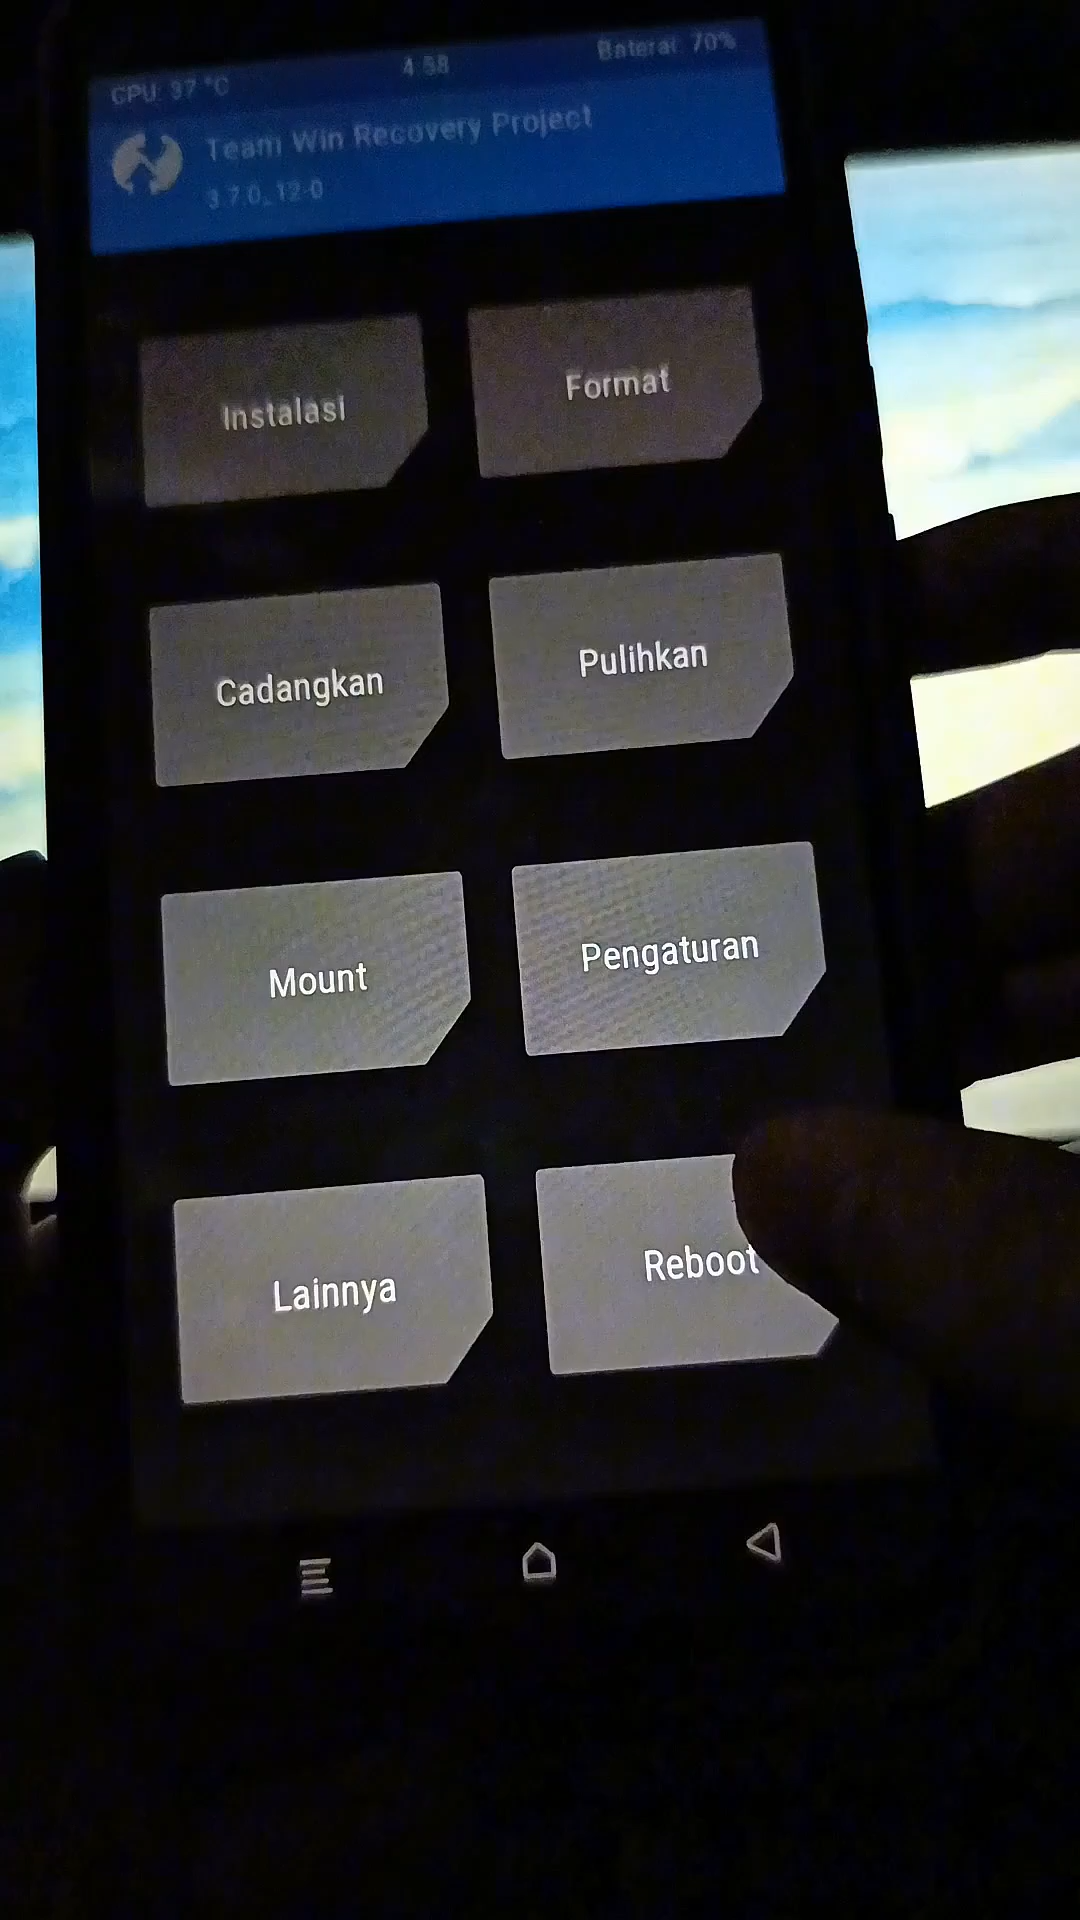 CPU: 37 °C
4:58
Baterai: 70%
Team Win Recovery Project
3.7.0_12-0
Instalasi
Format
Cadangkan
Pulihkan
Mount
Pengaturan
Lainnya
Reboot